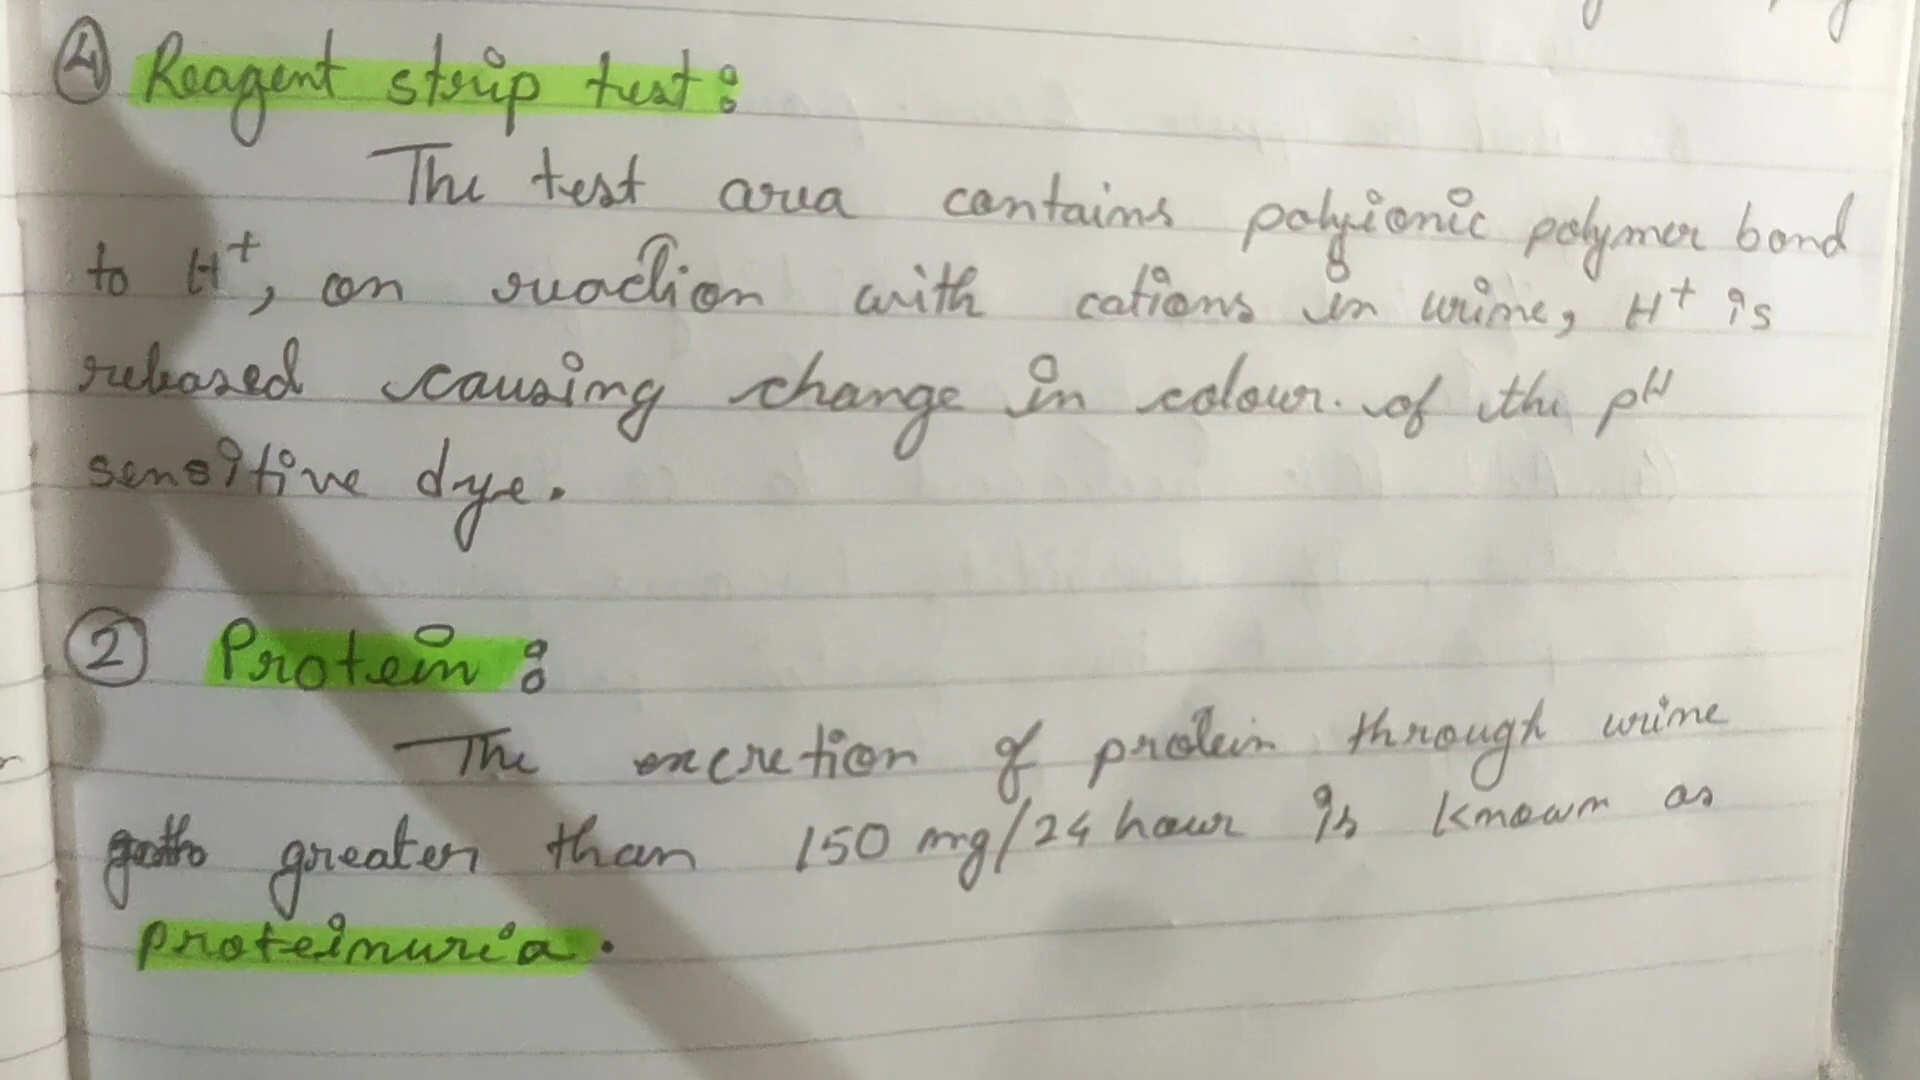 ④ Reagent strip test:
The test area contains polyionic polymer bond
to H⁺, on reaction with cations in urine, H⁺ is
released causing change in colour. of the pH
sensitive dye.
② Protein:
The excretion of protein through urine
greater than 150 mg/24 hour is known as
proteinuria.